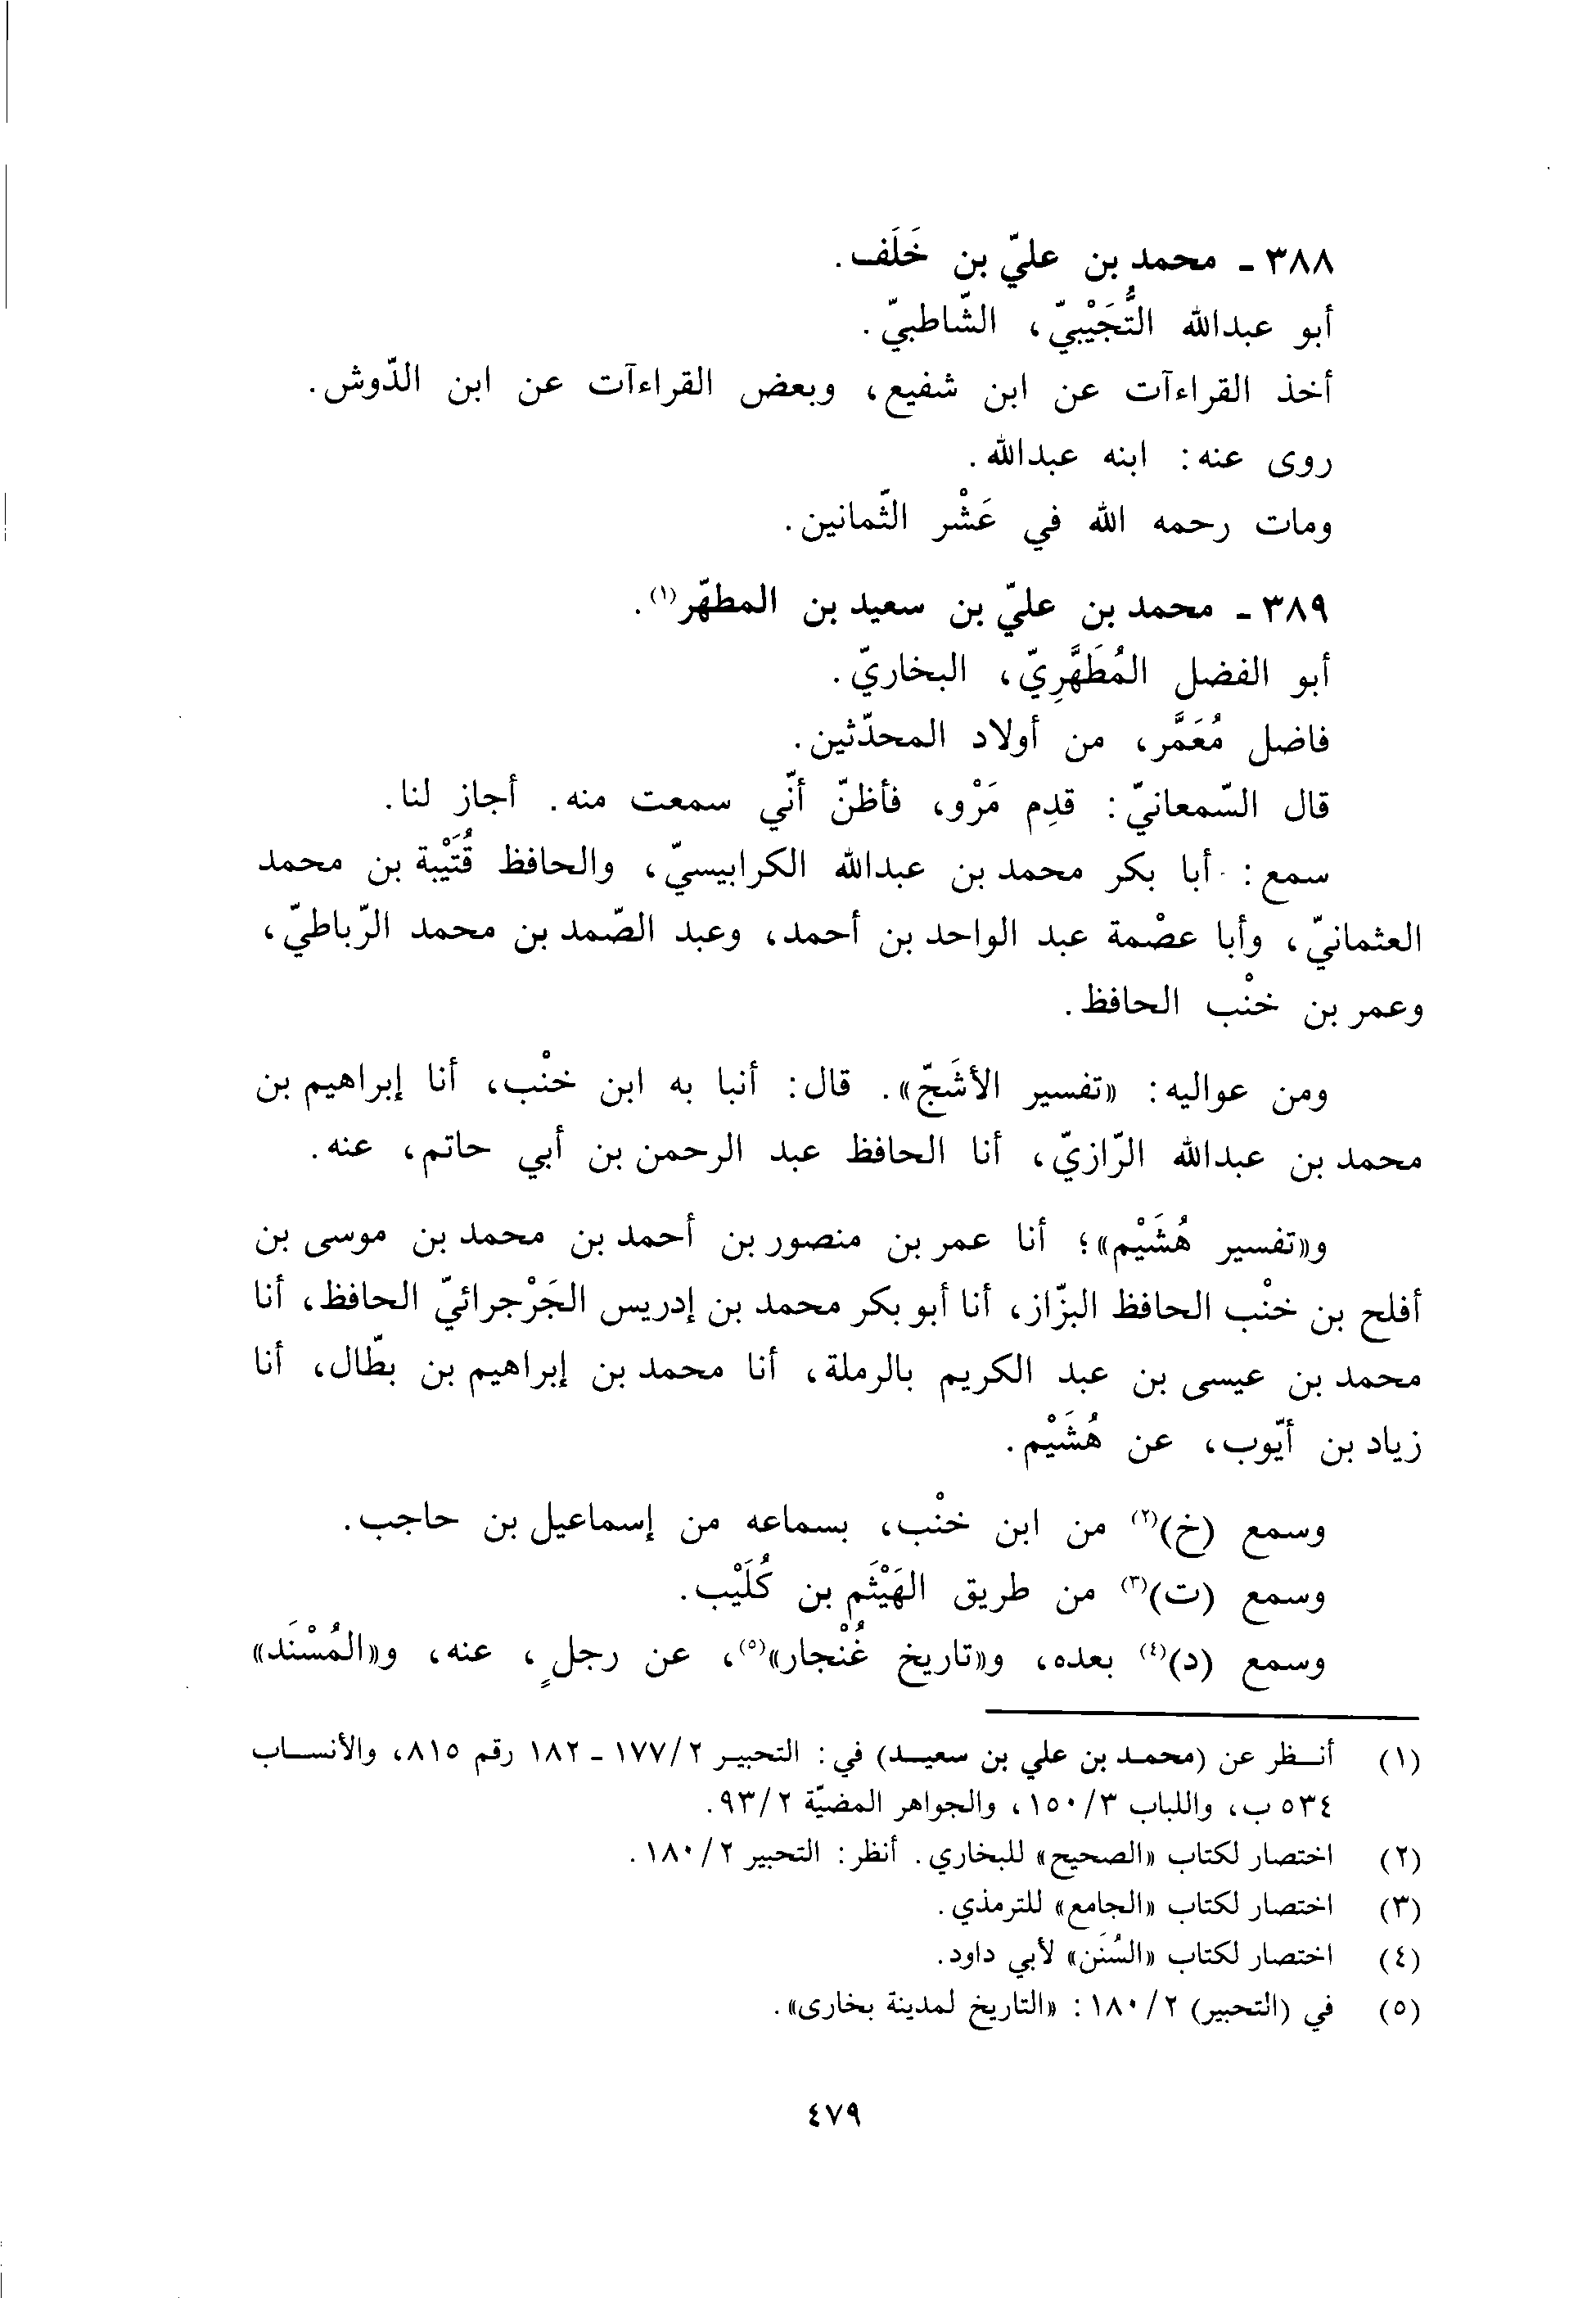 ٣٨٨ ـ محمد بن عليّ بن خَلَف.
أبو عبدالله التُّجَيْبيّ، الشّاطبيّ.
أخذ القراءآت عن ابن شفيع، وبعض القراءآت عن ابن الدّوش.
روى عنه: ابنه عبدالله.
ومات رحمه الله في عَشْر الثّمانين.
٣٨٩ ـ محمد بن عليّ بن سعيد بن المطهّر(١).
أبو الفضل المُطَهَّرِيّ، البخاريّ.
فاضل مُعَمَّر، من أولاد المحدّثين.
قال السّمعانيّ: قدِم مَرْو، فأظنّ أنّي سمعت منه. أجاز لنا.
سمع: أبا بكر محمد بن عبدالله الكرابيسيّ، والحافظ قُتَيْبة بن محمد
العثمانيّ، وأبا عصْمة عبد الواحد بن أحمد، وعبد الصّمد بن محمد الرّباطيّ،
وعمر بن خنْب الحافظ.
ومن عواليه: «تفسير الأشَجّ». قال: أنبا به ابن خنْب، أنا إبراهيم بن
محمد بن عبدالله الرّازيّ، أنا الحافظ عبد الرحمن بن أبي حاتم، عنه.
و«تفسير هُشَيْم»؛ أنا عمر بن منصور بن أحمد بن محمد بن موسى بن
أفلح بن خنْب الحافظ البزّاز، أنا أبو بكر محمد بن إدريس الجَرْجرائيّ الحافظ، أنا
محمد بن عيسى بن عبد الكريم بالرملة، أنا محمد بن إبراهيم بن بطّال، أنا
زياد بن أيّوب، عن هُشَيْم.
وسمع (خ)(٢) من ابن خنْب، بسماعه من إسماعيل بن حاجب.
وسمع (ت)(٣) من طريق الهَيْثَم بن كُلَيْب.
وسمع (د)(٤) بعده، و«تاريخ غُنْجار»(٥)، عن رجلٍ، عنه، و«المُسْنَد»
(١) أنـظر عن (محمـد بن علي بن سعيـد) في: التحبيـر ١٧٧/٢ ـ ١٨٢ رقم ٨١٥، والأنسـاب
٥٣٤ ب، واللباب ١٥٠/٣، والجواهر المضيّة ٩٣/٢.
(٢) اختصار لكتاب «الصحيح» للبخاري. أنظر: التحبير ١٨٠/٢.
(٣) اختصار لكتاب «الجامع» للترمذي.
(٤) اختصار لكتاب «السُنَن» لأبي داود.
(٥) في (التحبير) ١٨٠/٢: «التاريخ لمدينة بخارى».
٤٧٩